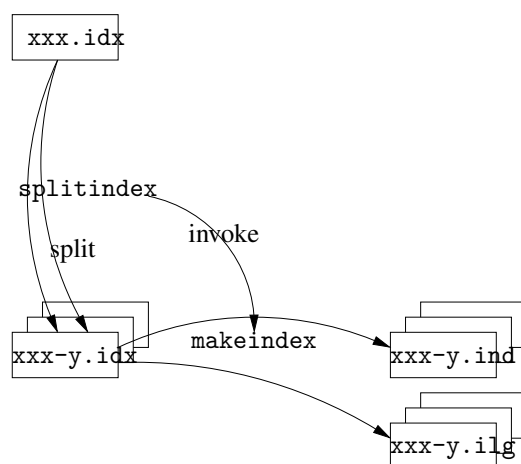 xxx.idx
splitindex
invoke
split
makeindex
xxx-y.idx
xxx-y.ind
xxx-y.ilg